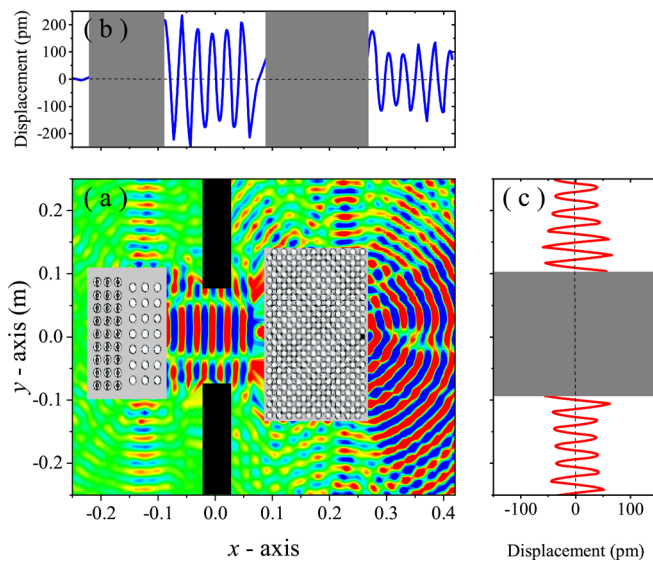 200
100
0
-100
200
Displacement (pm)
( b )
( a )
( c )
0.2
0.1
0.0
-0.1
-0.2
y - axis (m)
-0.2 -0.1 0.0 0.1 0.2 0.3 0.4
x - axis
-100 0 100
Displacement (pm)